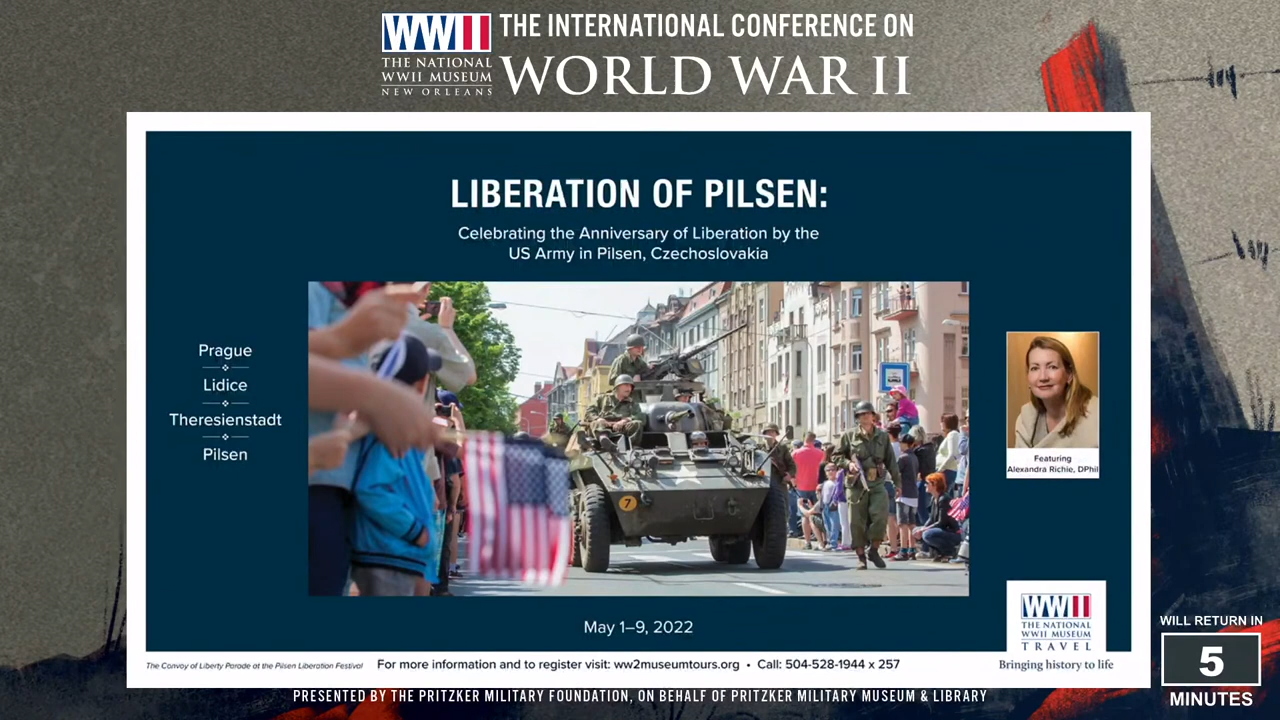 WWII
THE NATIONAL
WWII MUSEUM
NEW ORLEANS
THE INTERNATIONAL CONFERENCE ON
WORLD WAR II
LIBERATION OF PILSEN:
Celebrating the Anniversary of Liberation by the
US Army in Pilsen, Czechoslovakia
Prague
Lidice
Theresienstadt
Pilsen
7
Featuring
Alexandra Richie, DPhil
May 1–9, 2022
WWII
THE NATIONAL
WWII MUSEUM
TRAVEL
Bringing history to life
The Convoy of Liberty Parade at the Pilsen Liberation Festival
For more information and to register visit: ww2museumtours.org • Call: 504-528-1944 x 257
WILL RETURN IN
5
MINUTES
PRESENTED BY THE PRITZKER MILITARY FOUNDATION, ON BEHALF OF PRITZKER MILITARY MUSEUM & LIBRARY